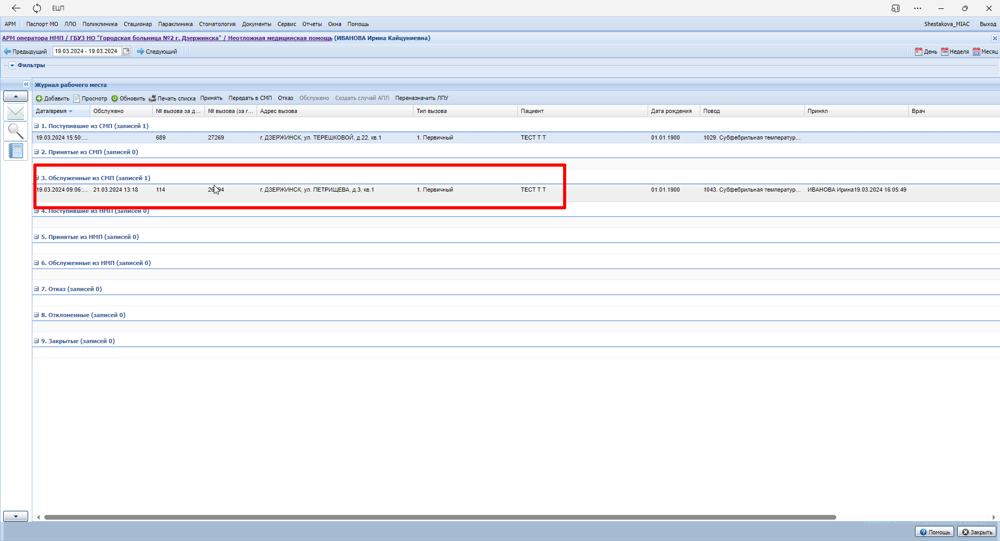 ЕЦП
АРМ Паспорт МО ЛЛО Поликлиника Стационар Параклиника Стоматология Документы Сервис Отчеты Окна Помощь Shestakova_MIAC Выход
АРМ оператора НМП / ГБУЗ НО "Городская больница №2 г. Дзержинска" / Неотложная медицинская помощь (ИВАНОВА Ирина Кайцуниевна)
Предыдущий 19.03.2024 - 19.03.2024 Следующий День Неделя Месяц
Фильтры
Журнал рабочего места
Добавить Просмотр Обновить Печать списка Принять Передать в СМП Отказ Обслужено Создать случай АПЛ Переназначить ЛПУ
Дата/время Обслужено № вызова за д... № вызова (за г... Адрес вызова Тип вызова Пациент Дата рождения Повод Принял Врач
1. Поступившие из СМП (записей 1)
19.03.2024 15:50:... 689 27269 г. ДЗЕРЖИНСК, ул. ТЕРЕШКОВОЙ, д.22, кв.1 1. Первичный ТЕСТ Т Т 01.01.1900 1029. Субфебрильная температур...
2. Принятые из СМП (записей 0)
3. Обслуженные из СМП (записей 1)
19.03.2024 09:06:... 21.03.2024 13:18 114 г. ДЗЕРЖИНСК, ул. ПЕТРИЩЕВА, д.3, кв.1 1. Первичный ТЕСТ Т Т 01.01.1900 1043. Субфебрильная температур... ИВАНОВА Ирина19.03.2024 16:05:49
4. Поступившие из НМП (записей 0)
5. Принятые из НМП (записей 0)
6. Обслуженные из НМП (записей 0)
7. Отказ (записей 0)
8. Отклоненные (записей 0)
9. Закрытые (записей 0)
Помощь Закрыть